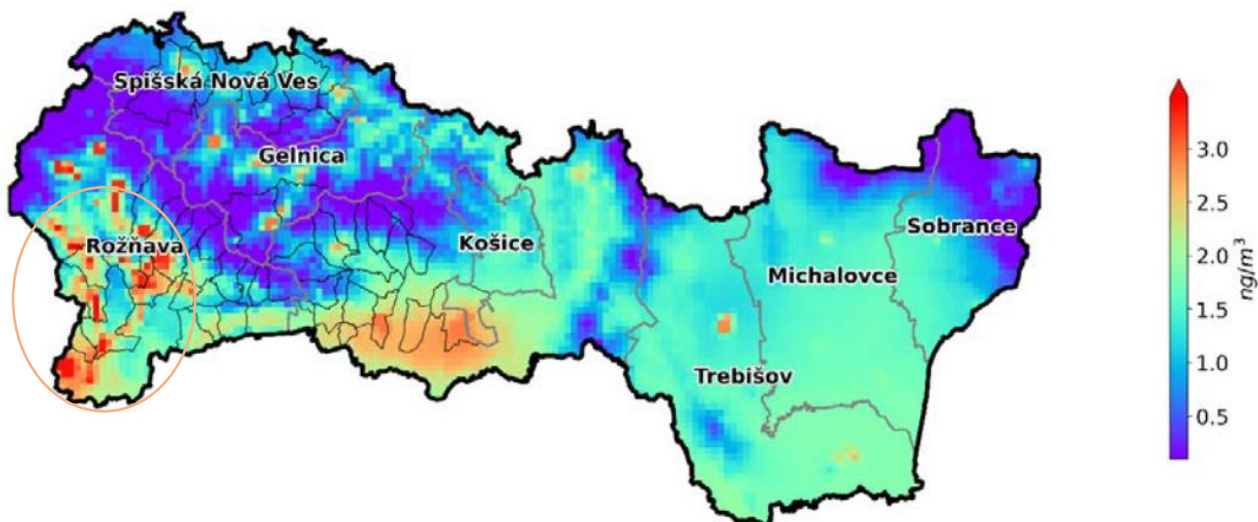 Spišská Nová Ves
Gelnica
Rožňava
Košice
Sobrance
Michalovce
Trebišov
3.0
2.5
2.0
1.5
1.0
0.5
ng/m³